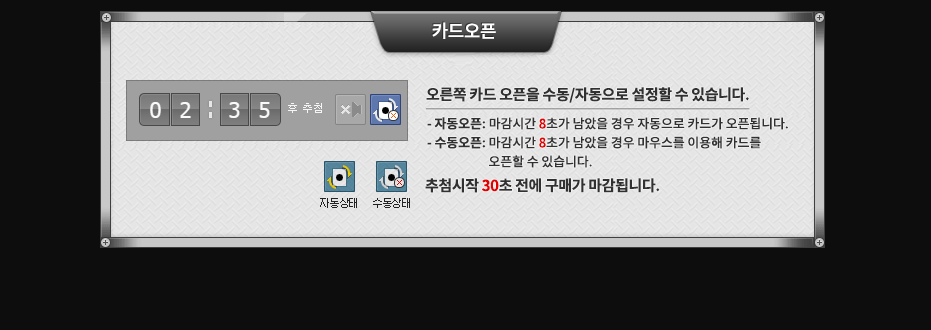 카드오픈
02:35 후 추첨
자동상태 수동상태
오른쪽 카드 오픈을 수동/자동으로 설정할 수 있습니다.
- 자동오픈: 마감시간 8초가 남았을 경우 자동으로 카드가 오픈됩니다.
- 수동오픈: 마감시간 8초가 남았을 경우 마우스를 이용해 카드를
오픈할 수 있습니다.
추첨시작 30초 전에 구매가 마감됩니다.